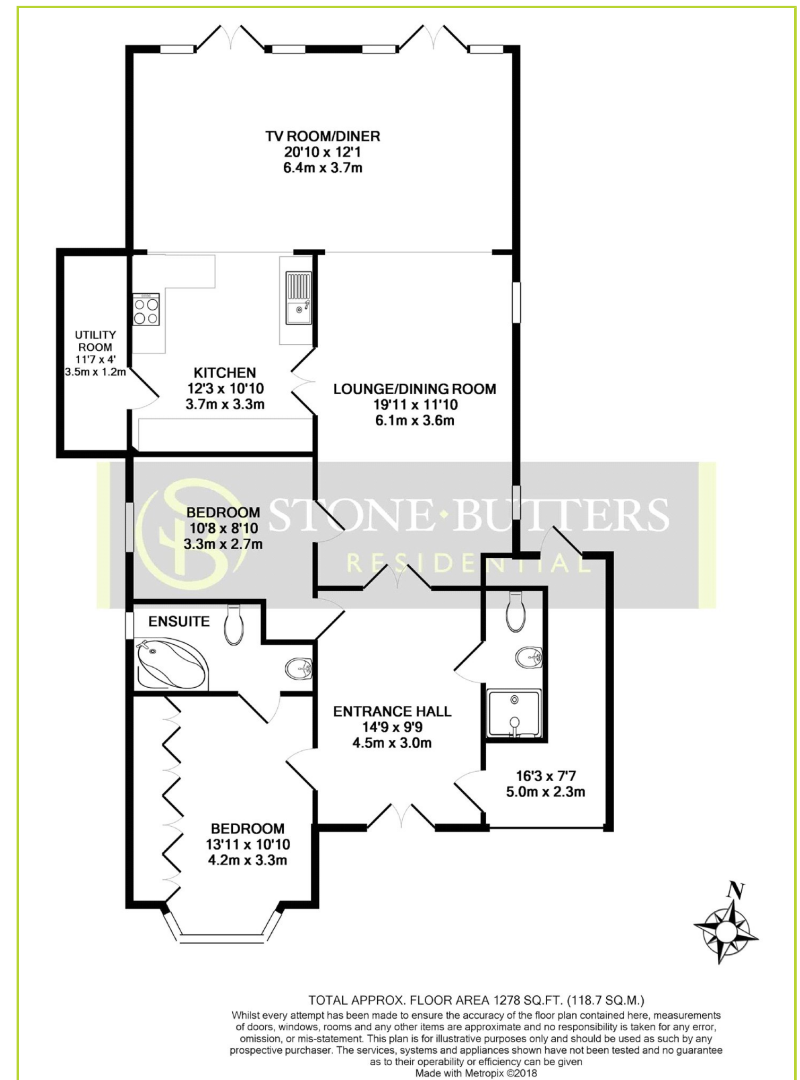 TV ROOM/DINER
20'10 x 12'1
6.4m x 3.7m
UTILITY
ROOM
11'7 x 4'
3.5m x 1.2m
KITCHEN
12'3 x 10'10
3.7m x 3.3m
LOUNGE/DINING ROOM
19'11 x 11'10
6.1m x 3.6m
BEDROOM
10'8 x 8'10
3.3m x 2.7m
STONE·BUTTERS
RESIDENTIAL
ENSUITE
ENTRANCE HALL
14'9 x 9'9
4.5m x 3.0m
16'3 x 7'7
5.0m x 2.3m
BEDROOM
13'11 x 10'10
4.2m x 3.3m
N
TOTAL APPROX. FLOOR AREA 1278 SQ.FT. (118.7 SQ.M.)
Whilst every attempt has been made to ensure the accuracy of the floor plan contained here, measurements
of doors, windows, rooms and any other items are approximate and no responsibility is taken for any error,
omission, or mis-statement. This plan is for illustrative purposes only and should be used as such by any
prospective purchaser. The services, systems and appliances shown have not been tested and no guarantee
as to their operability or efficiency can be given
Made with Metropix ©2018